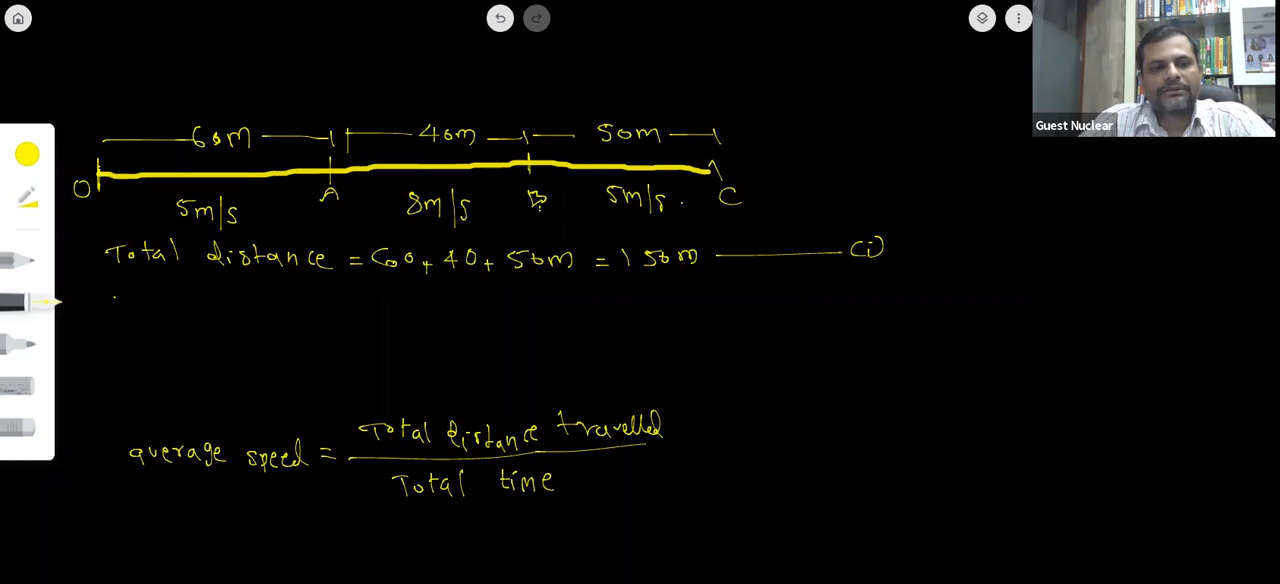 Guest Nuclear
60m 40m 50m
O A B C
5m/s 8m/s 5m/s.
Total distance = 60+40+50m = 150m (i)
average speed = Total distance travelled
Total time